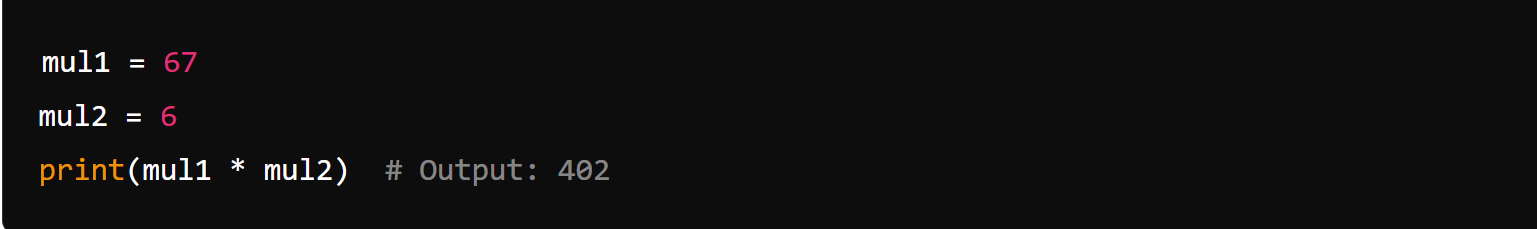 mul1 = 67
mul2 = 6
print(mul1 * mul2)  # Output: 402